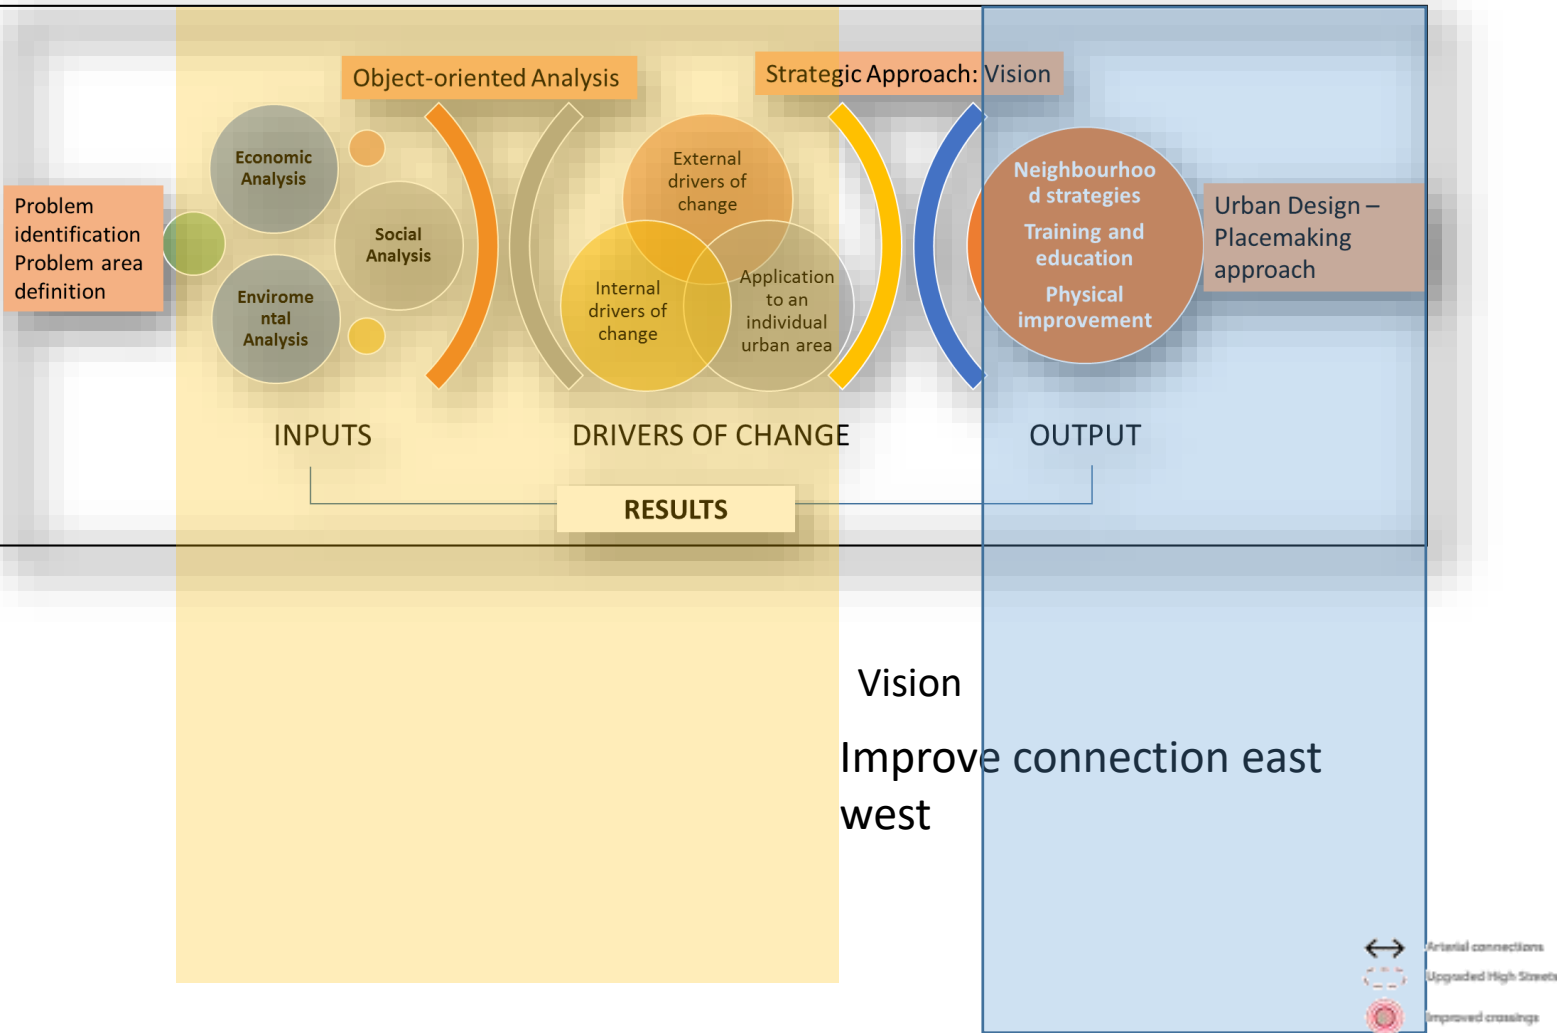 Object-oriented Analysis
Strategic Approach: Vision
Problem
identification
Problem area
definition
Economic
Analysis
Social
Analysis
Envirome
ntal
Analysis
External
drivers of
change
Internal
drivers of
change
Application
to an
individual
urban area
Neighbourhoo
d strategies
Training and
education
Physical
improvement
Urban Design –
Placemaking
approach
INPUTS
DRIVERS OF CHANGE
OUTPUT
RESULTS
Vision
Improve connection east
west
Arterial connections
Upgraded High Streets
Improved crossings